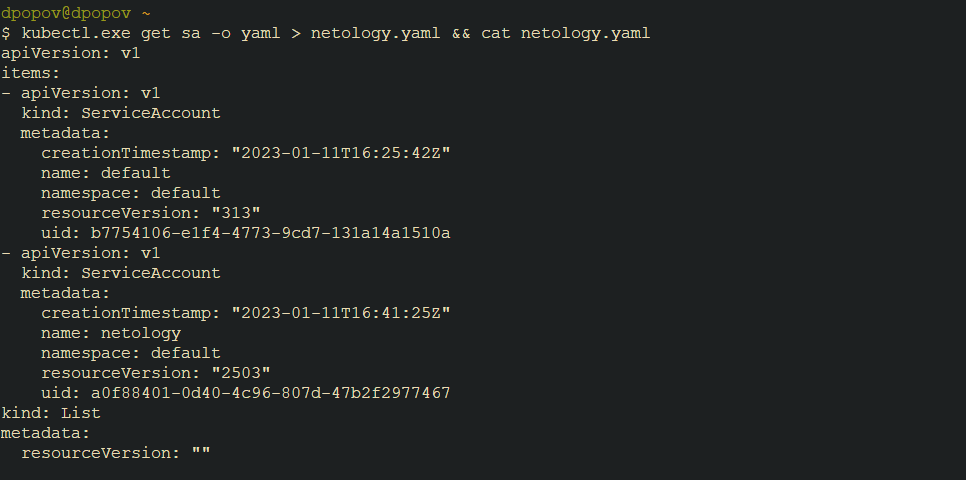 dpopov@dpopov ~
$ kubectl.exe get sa -o yaml > netology.yaml && cat netology.yaml
apiVersion: v1
items:
- apiVersion: v1
  kind: ServiceAccount
  metadata:
    creationTimestamp: "2023-01-11T16:25:42Z"
    name: default
    namespace: default
    resourceVersion: "313"
    uid: b7754106-e1f4-4773-9cd7-131a14a1510a
- apiVersion: v1
  kind: ServiceAccount
  metadata:
    creationTimestamp: "2023-01-11T16:41:25Z"
    name: netology
    namespace: default
    resourceVersion: "2503"
    uid: a0f88401-0d40-4c96-807d-47b2f2977467
kind: List
metadata:
  resourceVersion: ""